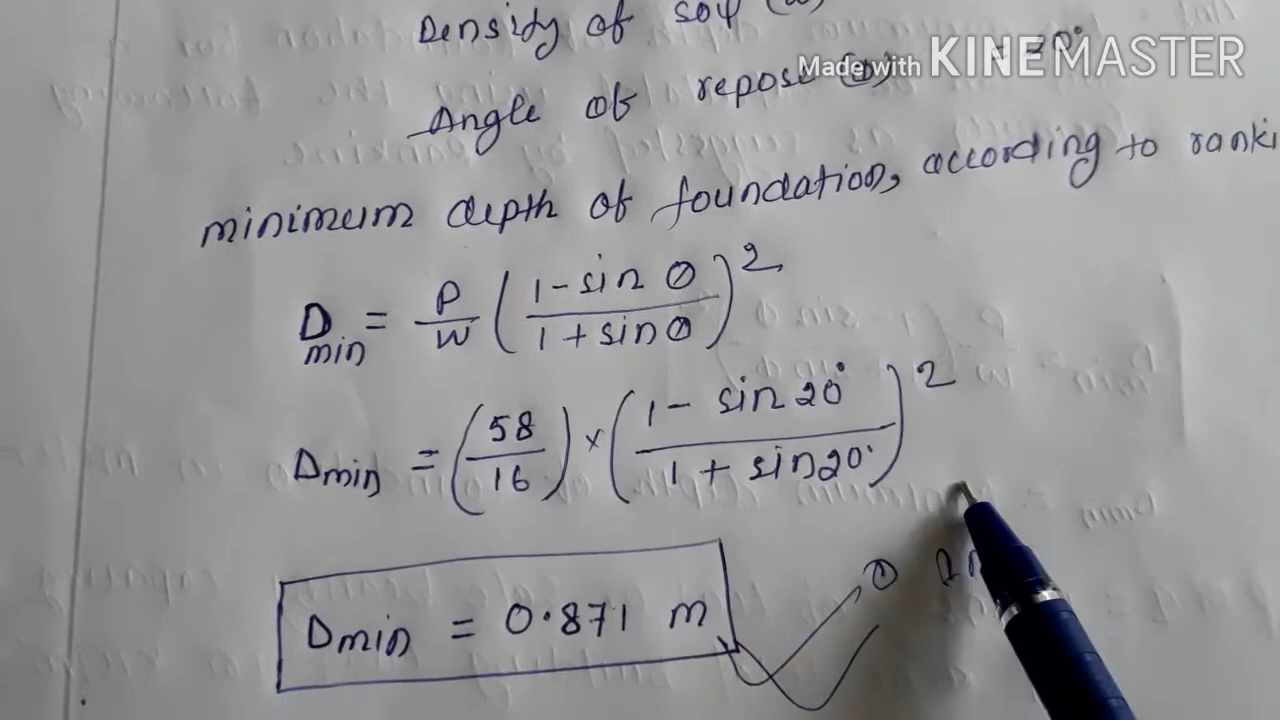 Density of soil
Angle of repose
Made with KINEMASTER
minimum depth of foundation, according to ranki
Dmin = P/W (1 - sin θ / 1 + sin θ)²
Dmin = (58/16) × (1 - sin 20° / 1 + sin 20°)²
Dmin = 0.871 m